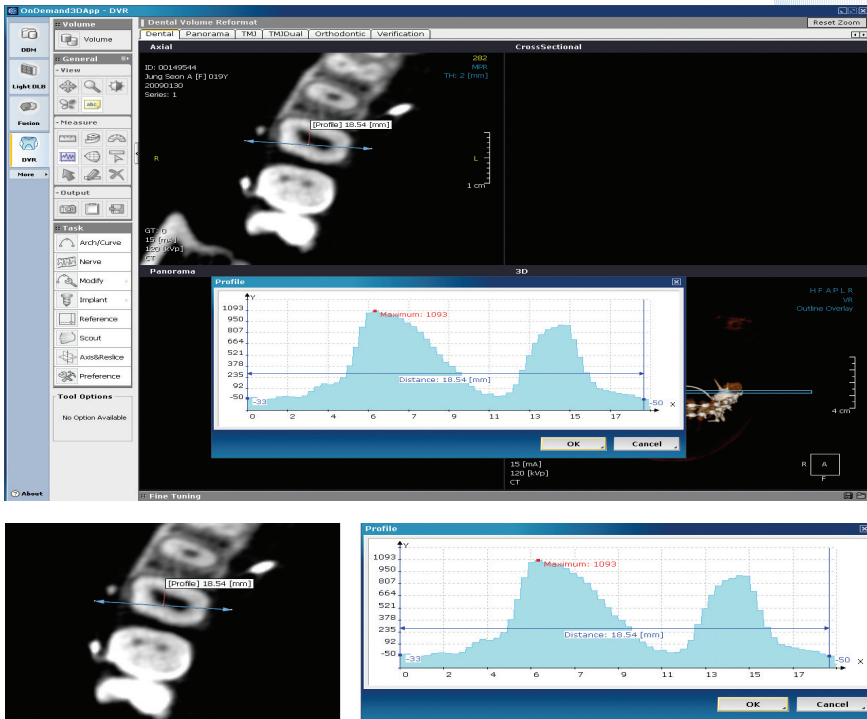 OnDemand3DApp - DVR
DBM
Light DLB
Fusion
DVR
More
About
Volume
Volume
General
- View
abc
- Measure
- Output
Task
Arch/Curve
Nerve
Modify
Implant
Reference
Scout
Axis&Reslice
Preference
Tool Options
No Option Available
Dental Volume Reformat
Reset Zoom
Dental
Panorama
TMJ
TMJDual
Orthodontic
Verification
Axial
ID: 00149544
Jung Seon A [F] 019Y
20090130
Series: 1
282
MPR
TH: 2 [mm]
[Profile] 18.54 [mm]
R
L
1 cm
GT: 0
15 [mA]
120 [kVp]
CT
CrossSectional
Panorama
3D
H F A P L R
VR
Outline Overlay
4 cm
15 [mA]
120 [kVp]
CT
R
A
F
Fine Tuning
Profile
Y
1093
950
807
664
521
378
235
92
-50
Maximum: 1093
Distance: 18.54 [mm]
-33
-50
X
0 2 4 6 7 9 11 13 15 17
OK
Cancel
[Profile] 18.54 [mm]
Profile
Y
1093
950
807
664
521
378
235
92
-50
Maximum: 1093
Distance: 18.54 [mm]
-33
-50
X
0 2 4 6 7 9 11 13 15 17
OK
Cancel